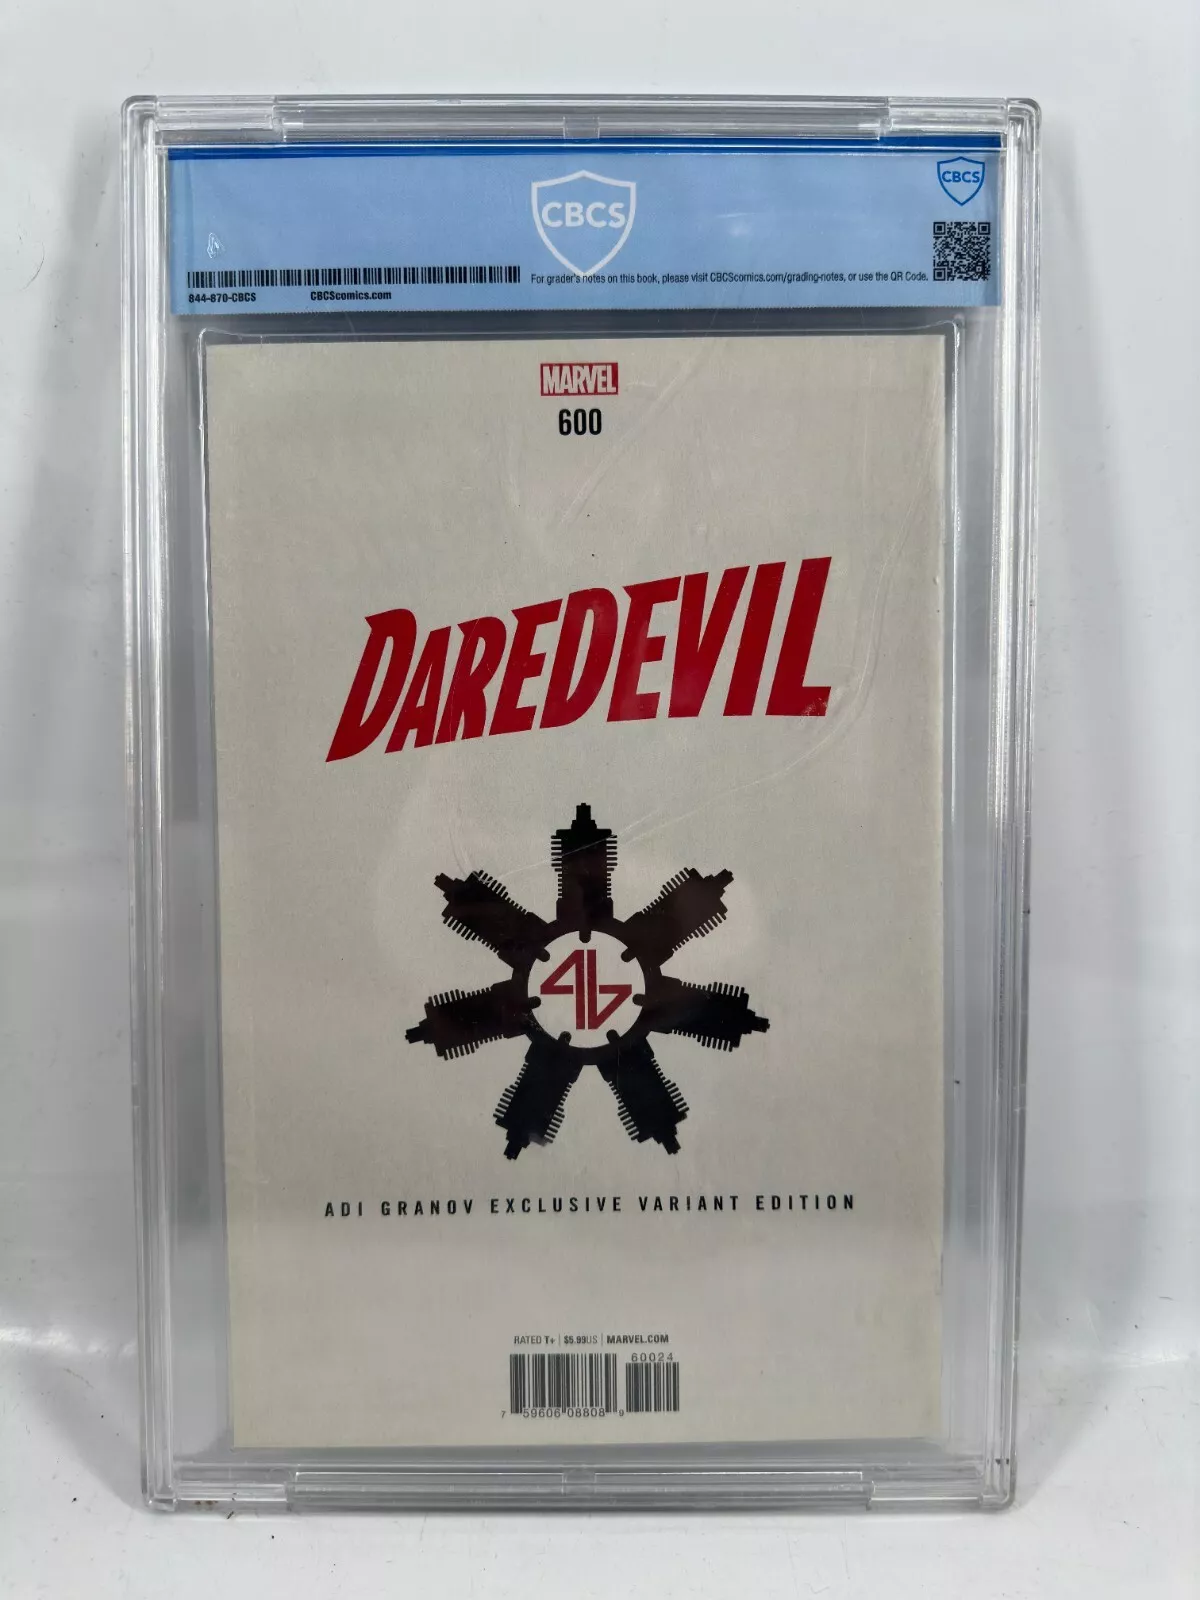 CBCS
CBCS
For grader's notes on this book, please visit CBCScomics.com/grading-notes, or use the QR Code.
844-870-CBCS CBCScomics.com
MARVEL
600
DAREDEVIL
ADI GRANOV EXCLUSIVE VARIANT EDITION
RATED T+ | $5.99US | MARVEL.COM
60024
7 59606 08808 9